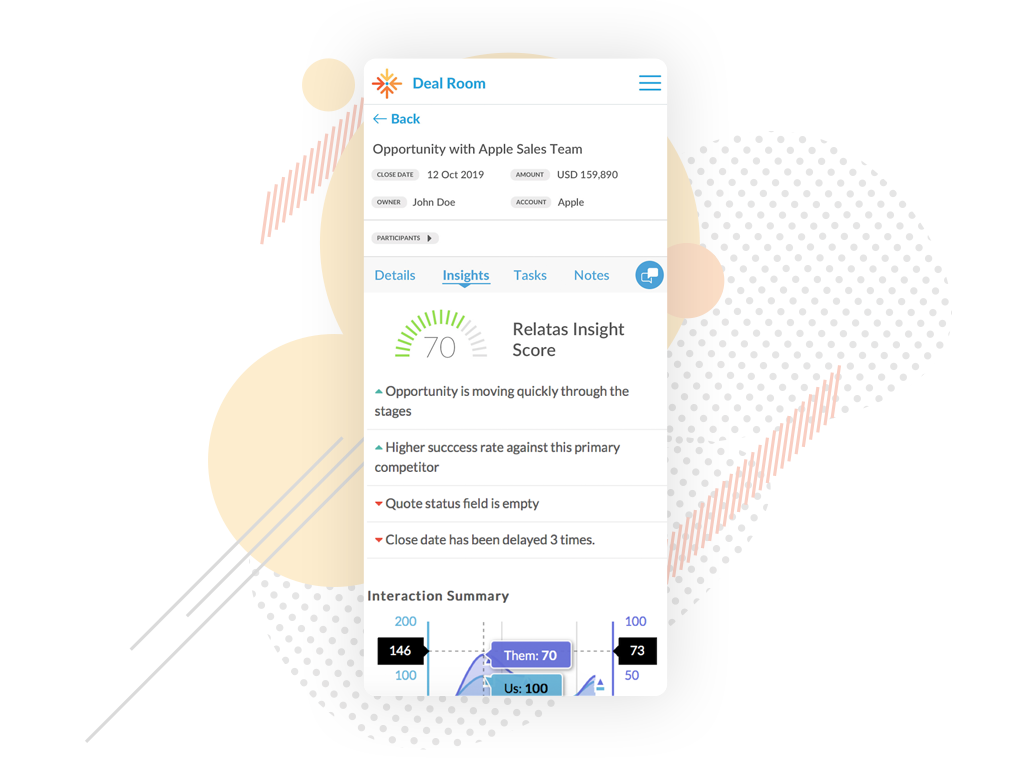 Deal Room
Back
Opportunity with Apple Sales Team
CLOSE DATE 12 Oct 2019 AMOUNT USD 159,890
OWNER John Doe ACCOUNT Apple
PARTICIPANTS
Details Insights Tasks Notes
70
Relatas Insight
Score
Opportunity is moving quickly through the
stages
Higher succcess rate against this primary
competitor
Quote status field is empty
Close date has been delayed 3 times.
Interaction Summary
200 100
146 Them: 70 73
100 50
Us: 100